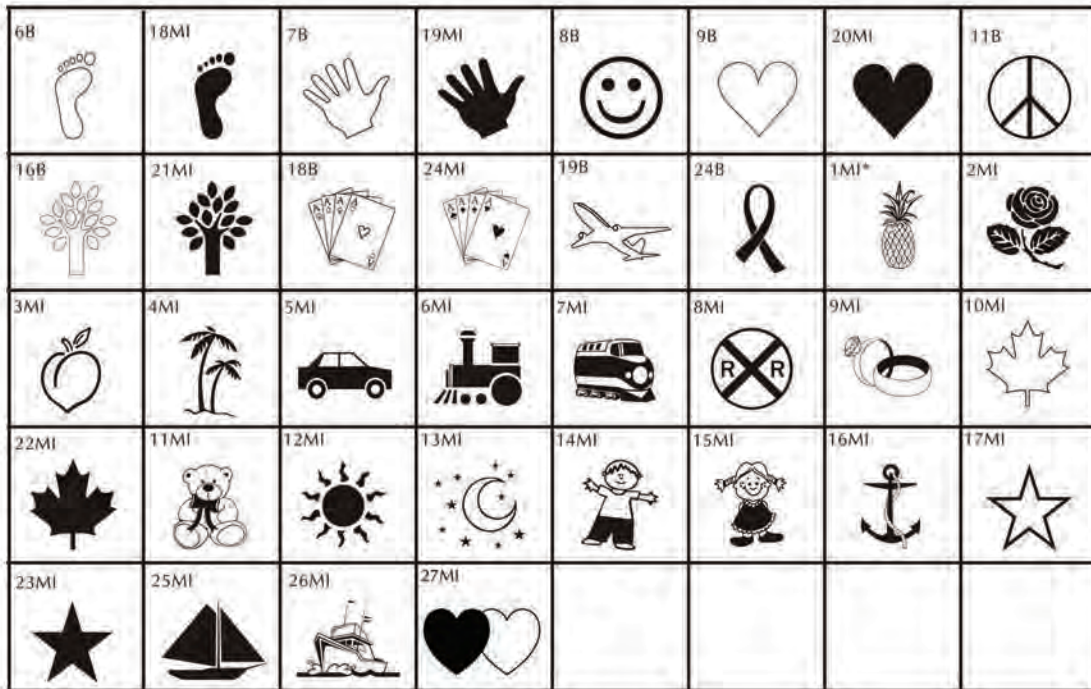 6B 18MI 7B 19MI 8B 9B 20MI 11B
16B 21MI 18B 24MI 19B 24B 1MI* 2MI
A A A A
A A A A
3MI 4MI 5MI 6MI 7MI 8MI 9MI 10MI
R R
22MI 11MI 12MI 13MI 14MI 15MI 16MI 17MI
23MI 25MI 26MI 27MI